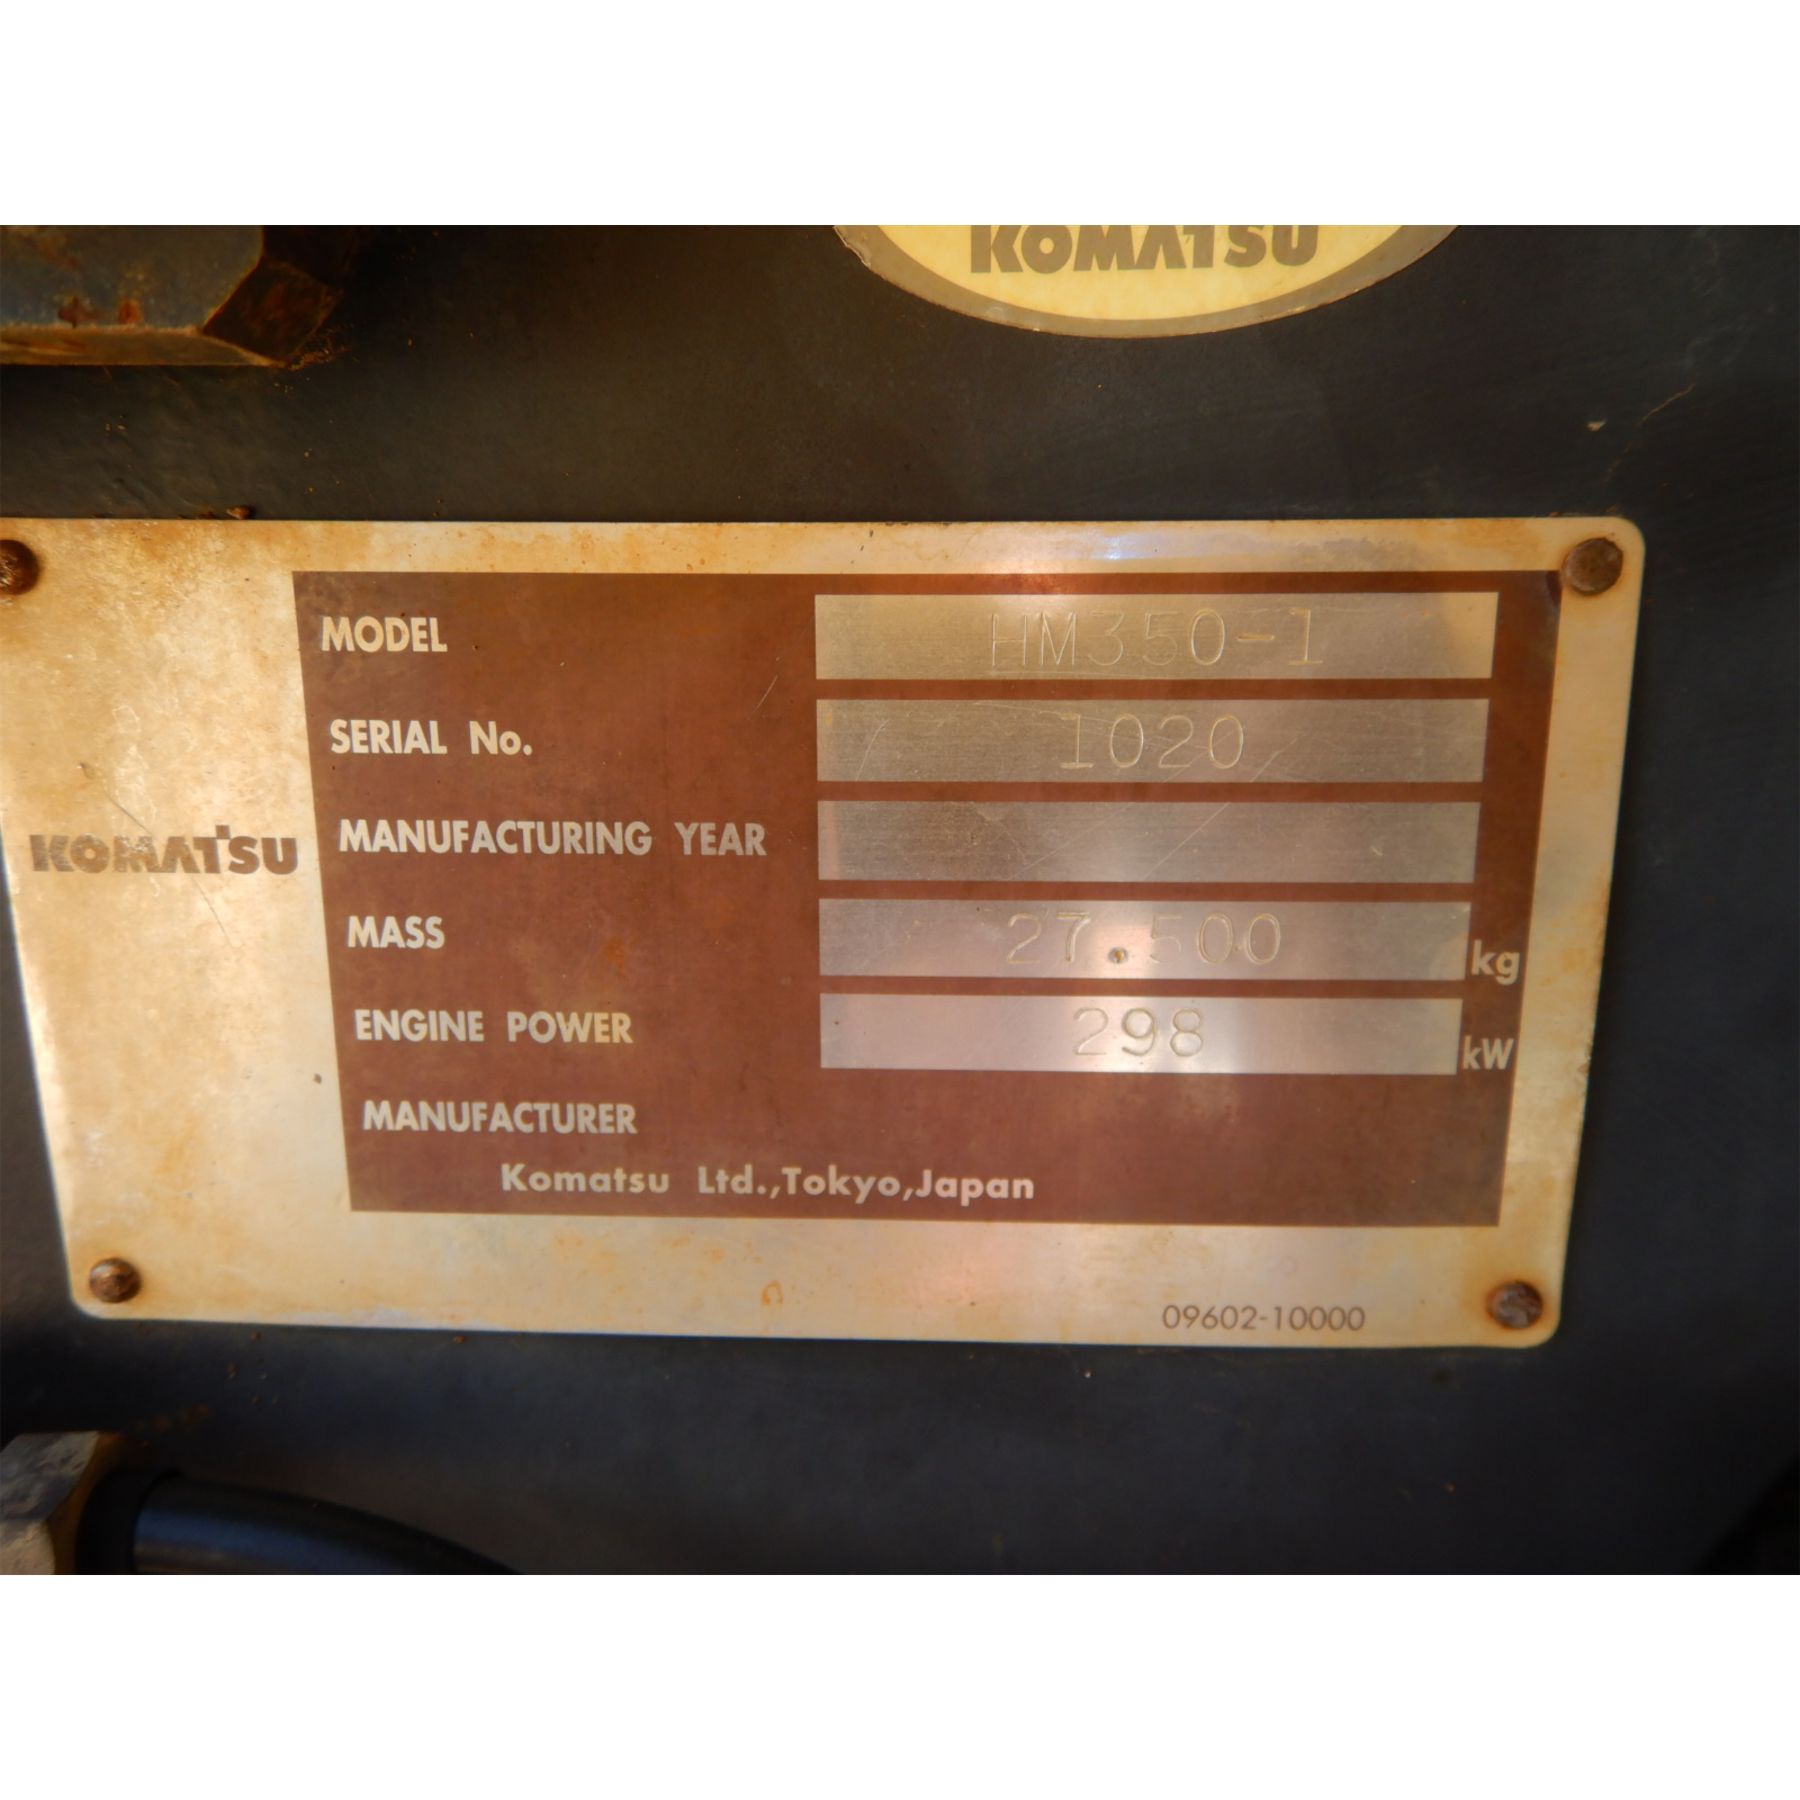 KOMATSU
MODEL HM350-1
SERIAL No. 1020
MANUFACTURING YEAR
KOMATSU
MASS 27.500 kg
ENGINE POWER 298 kW
MANUFACTURER
Komatsu Ltd.,Tokyo,Japan
09602-10000